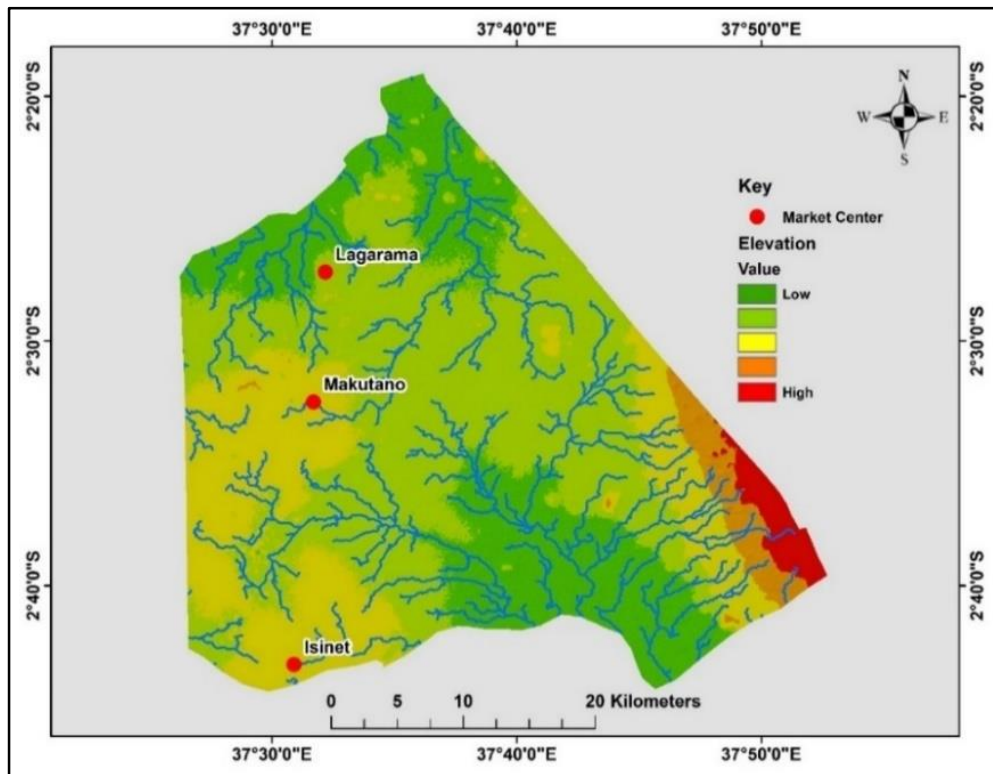 37°30'0"E 37°40'0"E 37°50'0"E
2°20'0"S 2°20'0"S
N
W E
S
Key
Market Center
Elevation
Value
Low
High
Lagarama
2°30'0"S 2°30'0"S
Makutano
2°40'0"S 2°40'0"S
Isinet
0 5 10 20 Kilometers
37°30'0"E 37°40'0"E 37°50'0"E